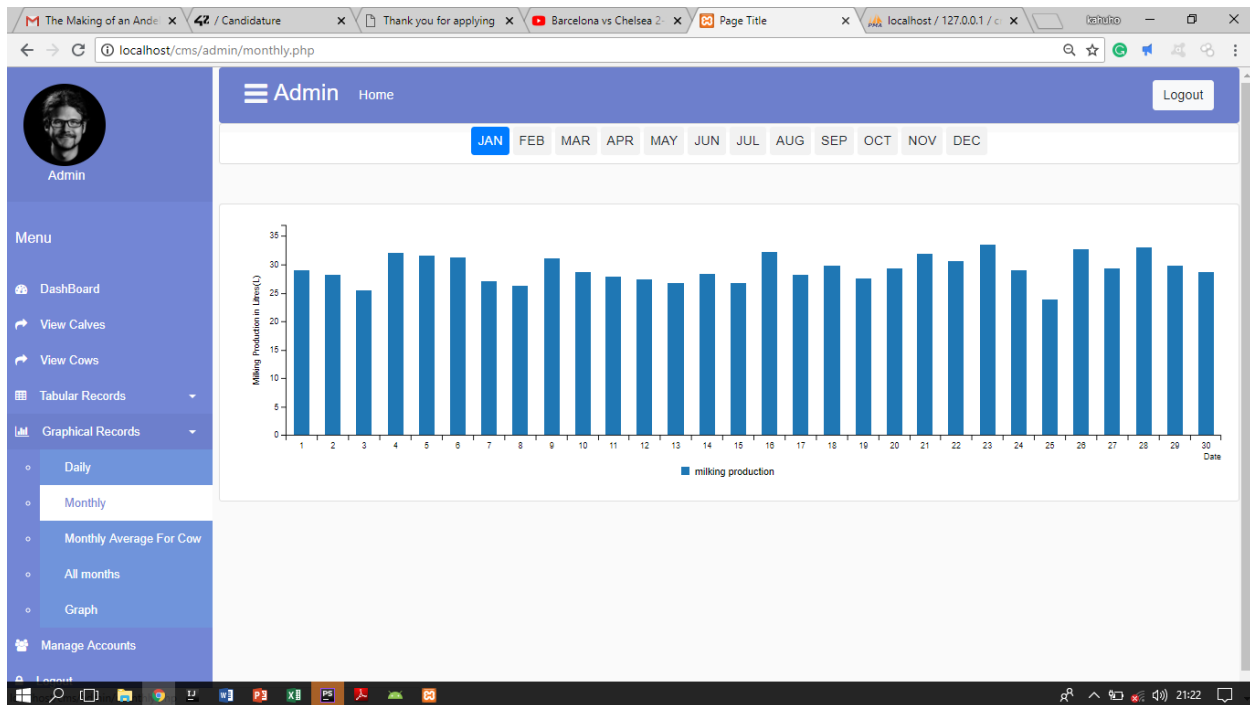 The Making of an Ande
42 / Candidature
Thank you for applying
Barcelona vs Chelsea 2-
Page Title
localhost / 127.0.0.1 / c
kahuho
localhost/cms/admin/monthly.php
Admin
Menu
DashBoard
View Calves
View Cows
Tabular Records
Graphical Records
Daily
Monthly
Monthly Average For Cow
All months
Graph
Manage Accounts
Logout
Admin Home Logout
JAN FEB MAR APR MAY JUN JUL AUG SEP OCT NOV DEC
Milking Production in Litres(L)
35
30
25
20
15
10
5
0
1 2 3 4 5 6 7 8 9 10 11 12 13 14 15 16 17 18 19 20 21 22 23 24 25 26 27 28 29 30
Date
milking production
21:22